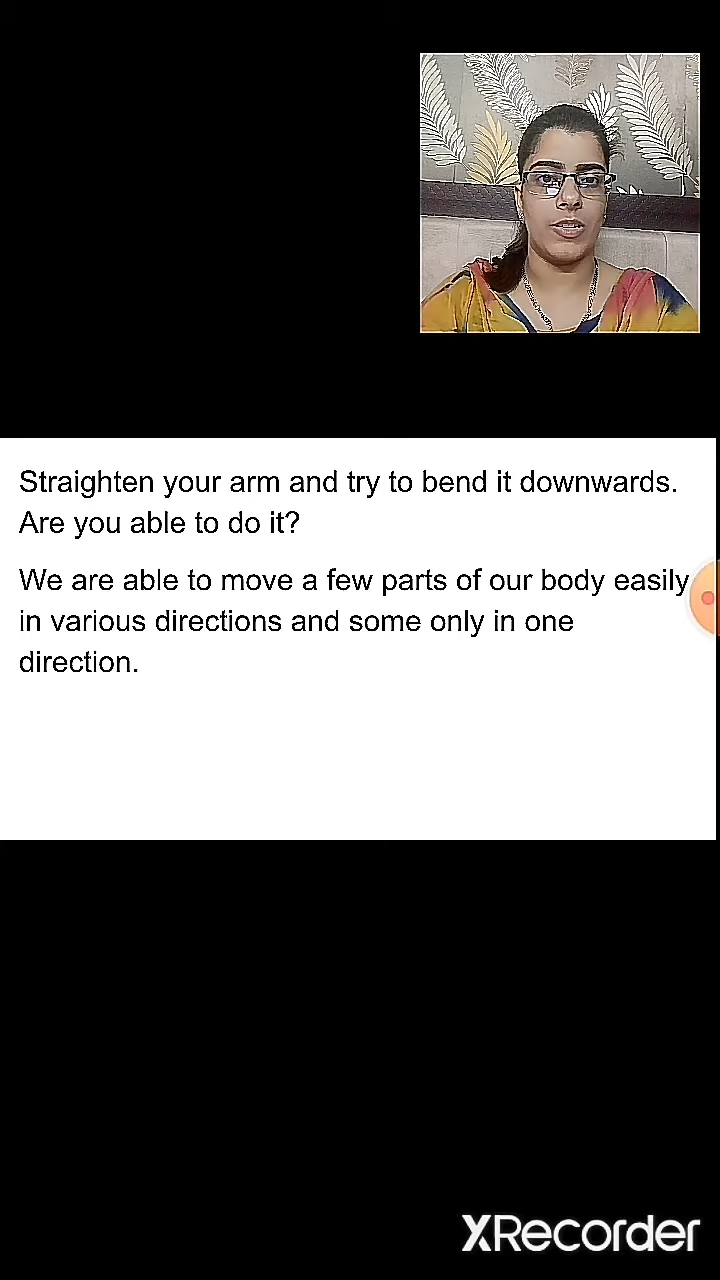 Straighten your arm and try to bend it downwards.
Are you able to do it?
We are able to move a few parts of our body easily
in various directions and some only in one
direction.
XRecorder